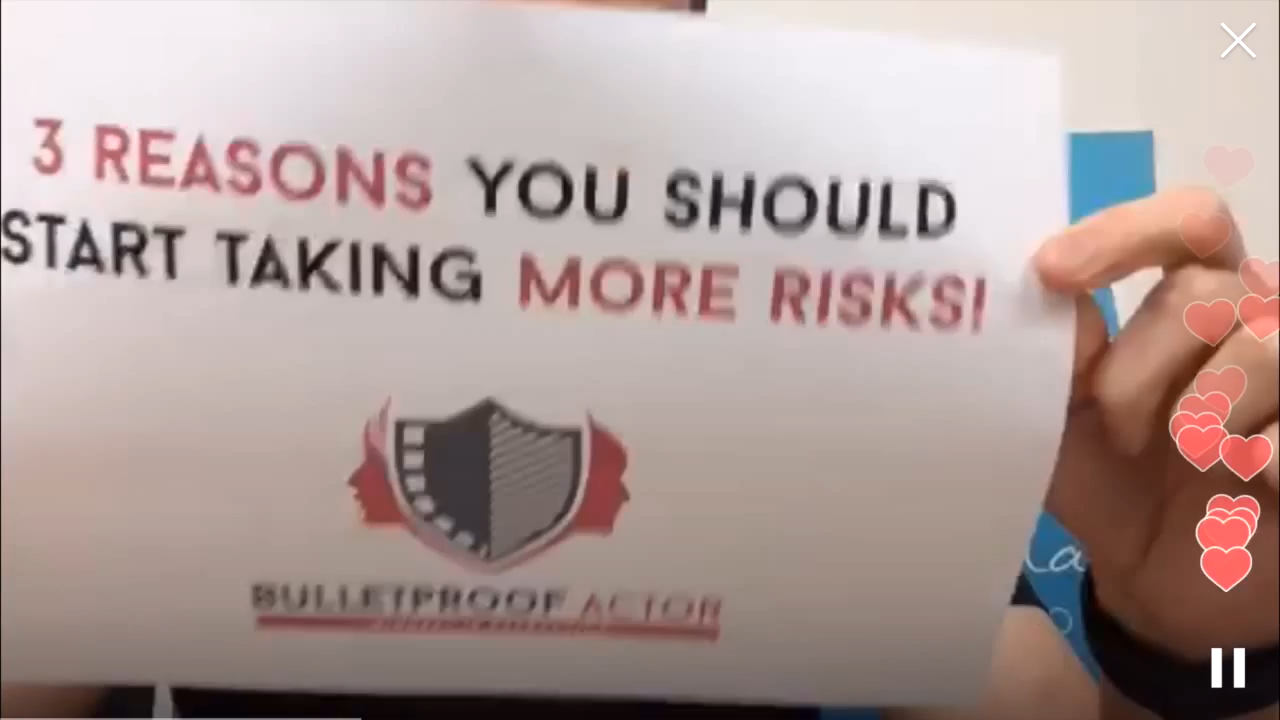 3 REASONS YOU SHOULD
START TAKING MORE RISKS!
BULLETPROOF ACTOR